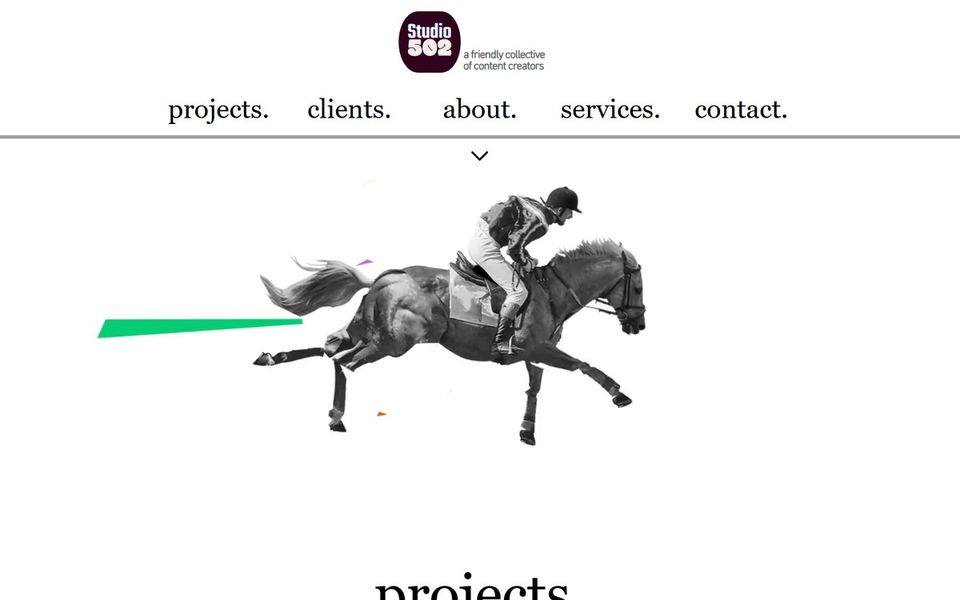 Studio
502
a friendly collective
of content creators
projects. clients. about. services. contact.
projects